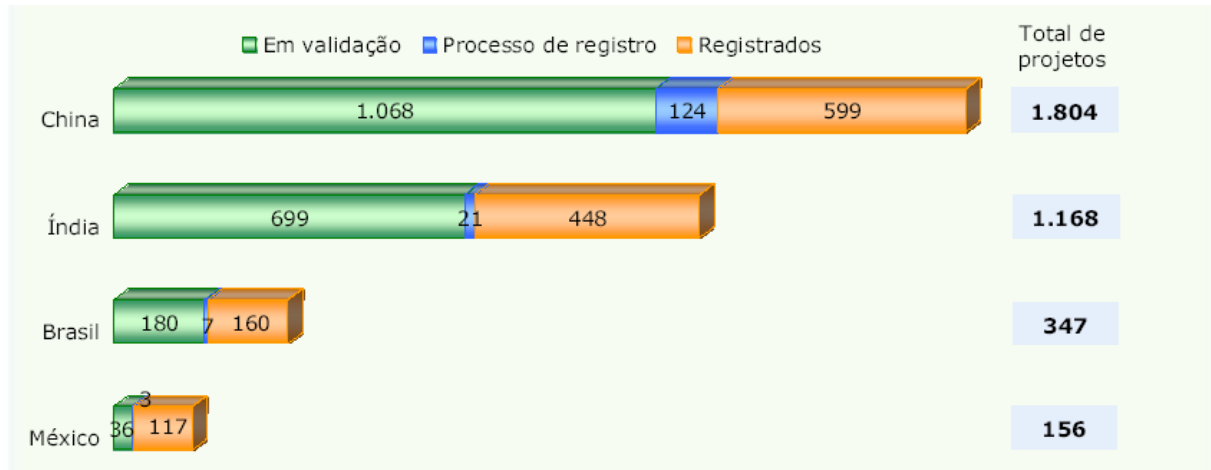 Em validação Processo de registro Registrados
Total de
projetos
China 1.068 124 599 1.804
Índia 699 21 448 1.168
Brasil 180 7 160 347
México 36 3 117 156